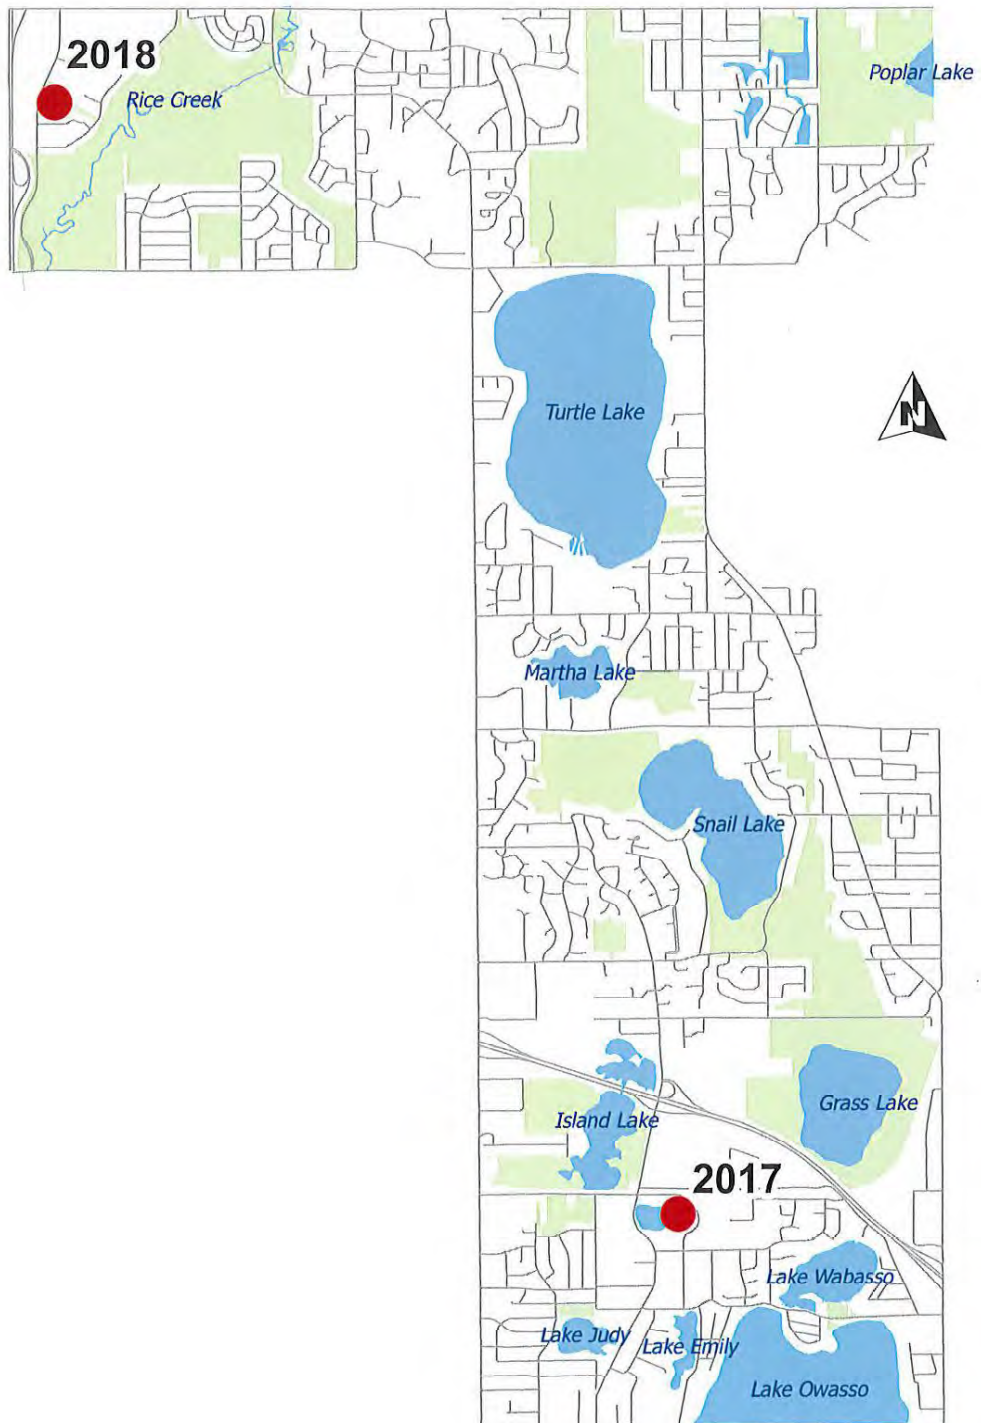 2018
Rice Creek
Poplar Lake
Turtle Lake
N
Martha Lake
Snail Lake
Grass Lake
Island Lake
2017
Lake Wabasso
Lake Judy
Lake Emily
Lake Owasso